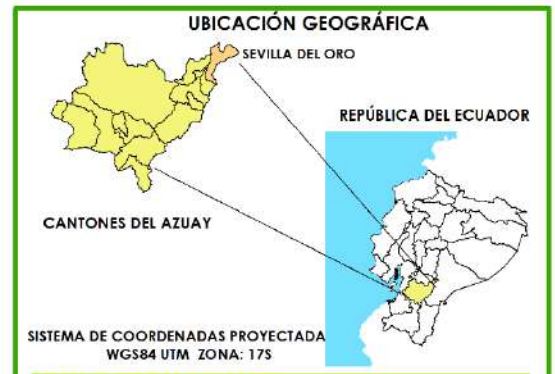 UBICACIÓN GEOGRÁFICA
SEVILLA DEL ORO
REPÚBLICA DEL ECUADOR
CANTONES DEL AZUAY
SISTEMA DE COORDENADAS PROYECTADA
WGS84 UTM ZONA: 17S